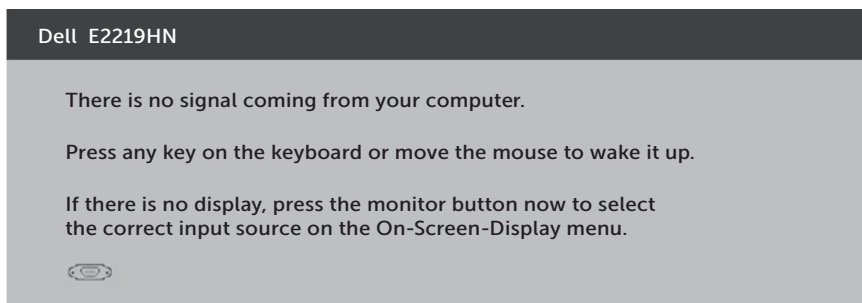 Dell E2219HN
There is no signal coming from your computer.
Press any key on the keyboard or move the mouse to wake it up.
If there is no display, press the monitor button now to select
the correct input source on the On-Screen-Display menu.